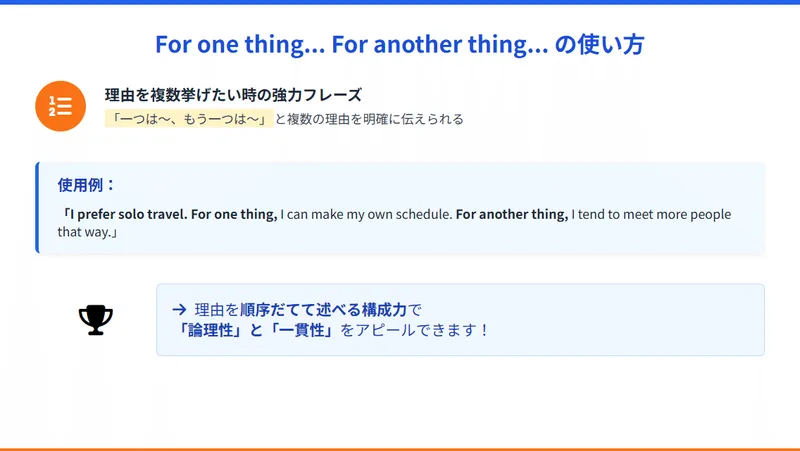 For one thing... For another thing... の使い方
1
2
理由を複数挙げたい時の強力フレーズ
「一つは〜、もう一つは〜」と複数の理由を明確に伝えられる
使用例：
「I prefer solo travel. For one thing, I can make my own schedule. For another thing, I tend to meet more people
that way.」
→ 理由を順序だてて述べる構成力で
「論理性」と「一貫性」をアピールできます！